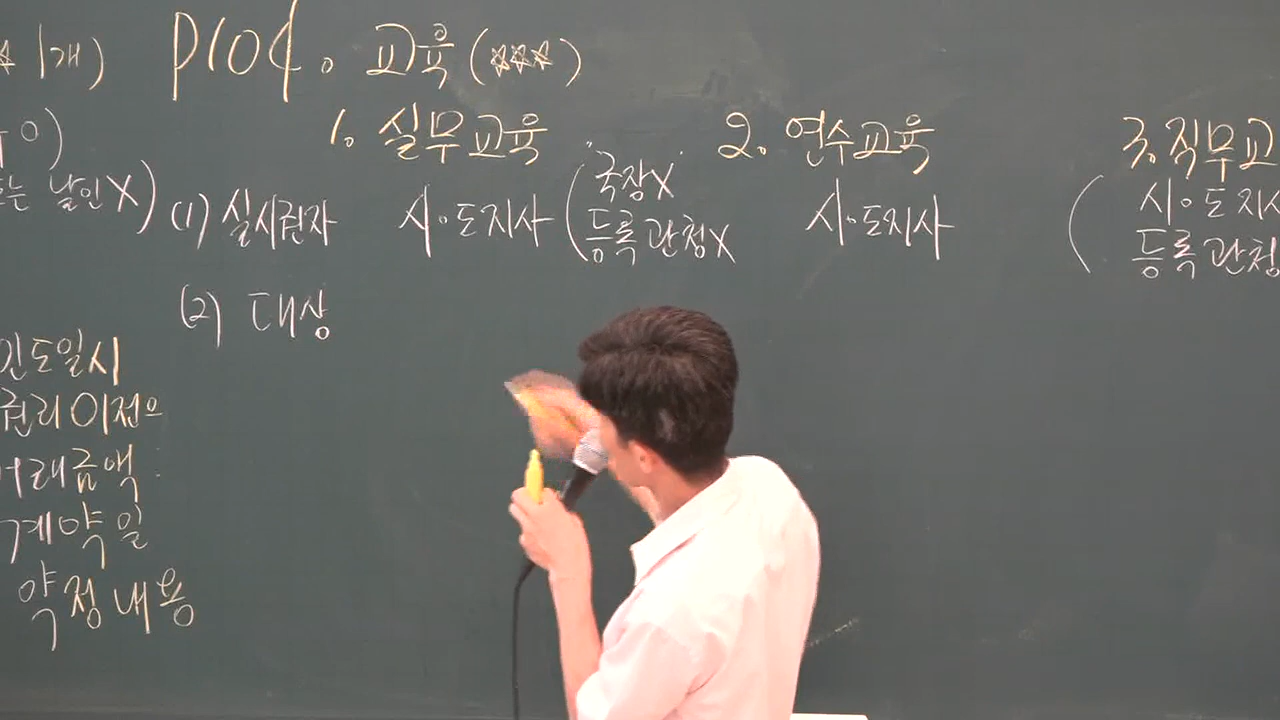 1개) P104. 교육 (☆☆☆)
1. 실무교육 2. 연수교육 3. 직무교
날인X) (1) 실시권자 시·도지사 (국장X 등록관청X 시·도지사 (시·도지사 등록관청
(2) 대상
인도일시
권리이전
거래금액
계약일
약정내용